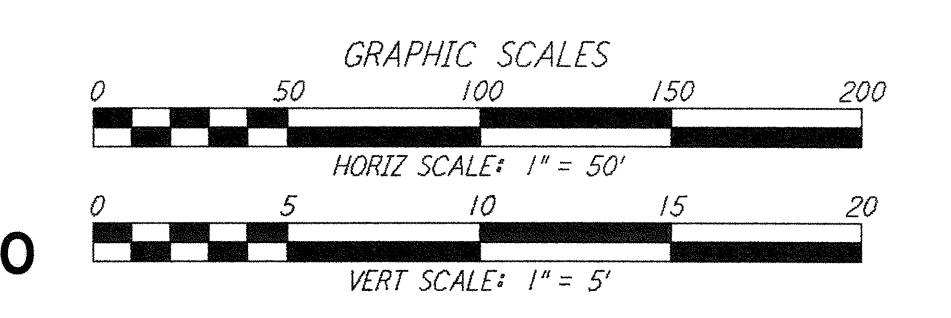 GRAPHIC SCALES
0 50 100 150 200
HORIZ SCALE: 1" = 50'
0 5 10 15 20
O
VERT SCALE: 1" = 5'